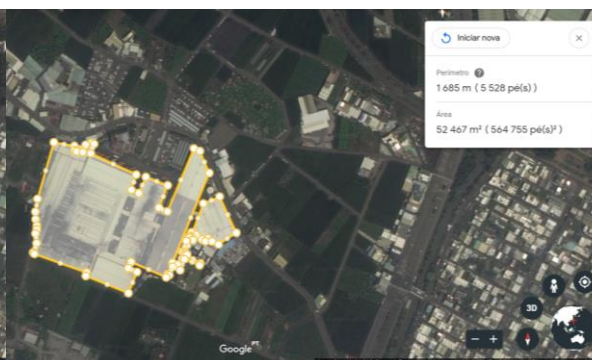 Iniciar nova
Perímetro ?
1 685 m ( 5 528 pé(s) )
Área
52 467 m² ( 564 755 pé(s)² )
3D
Google